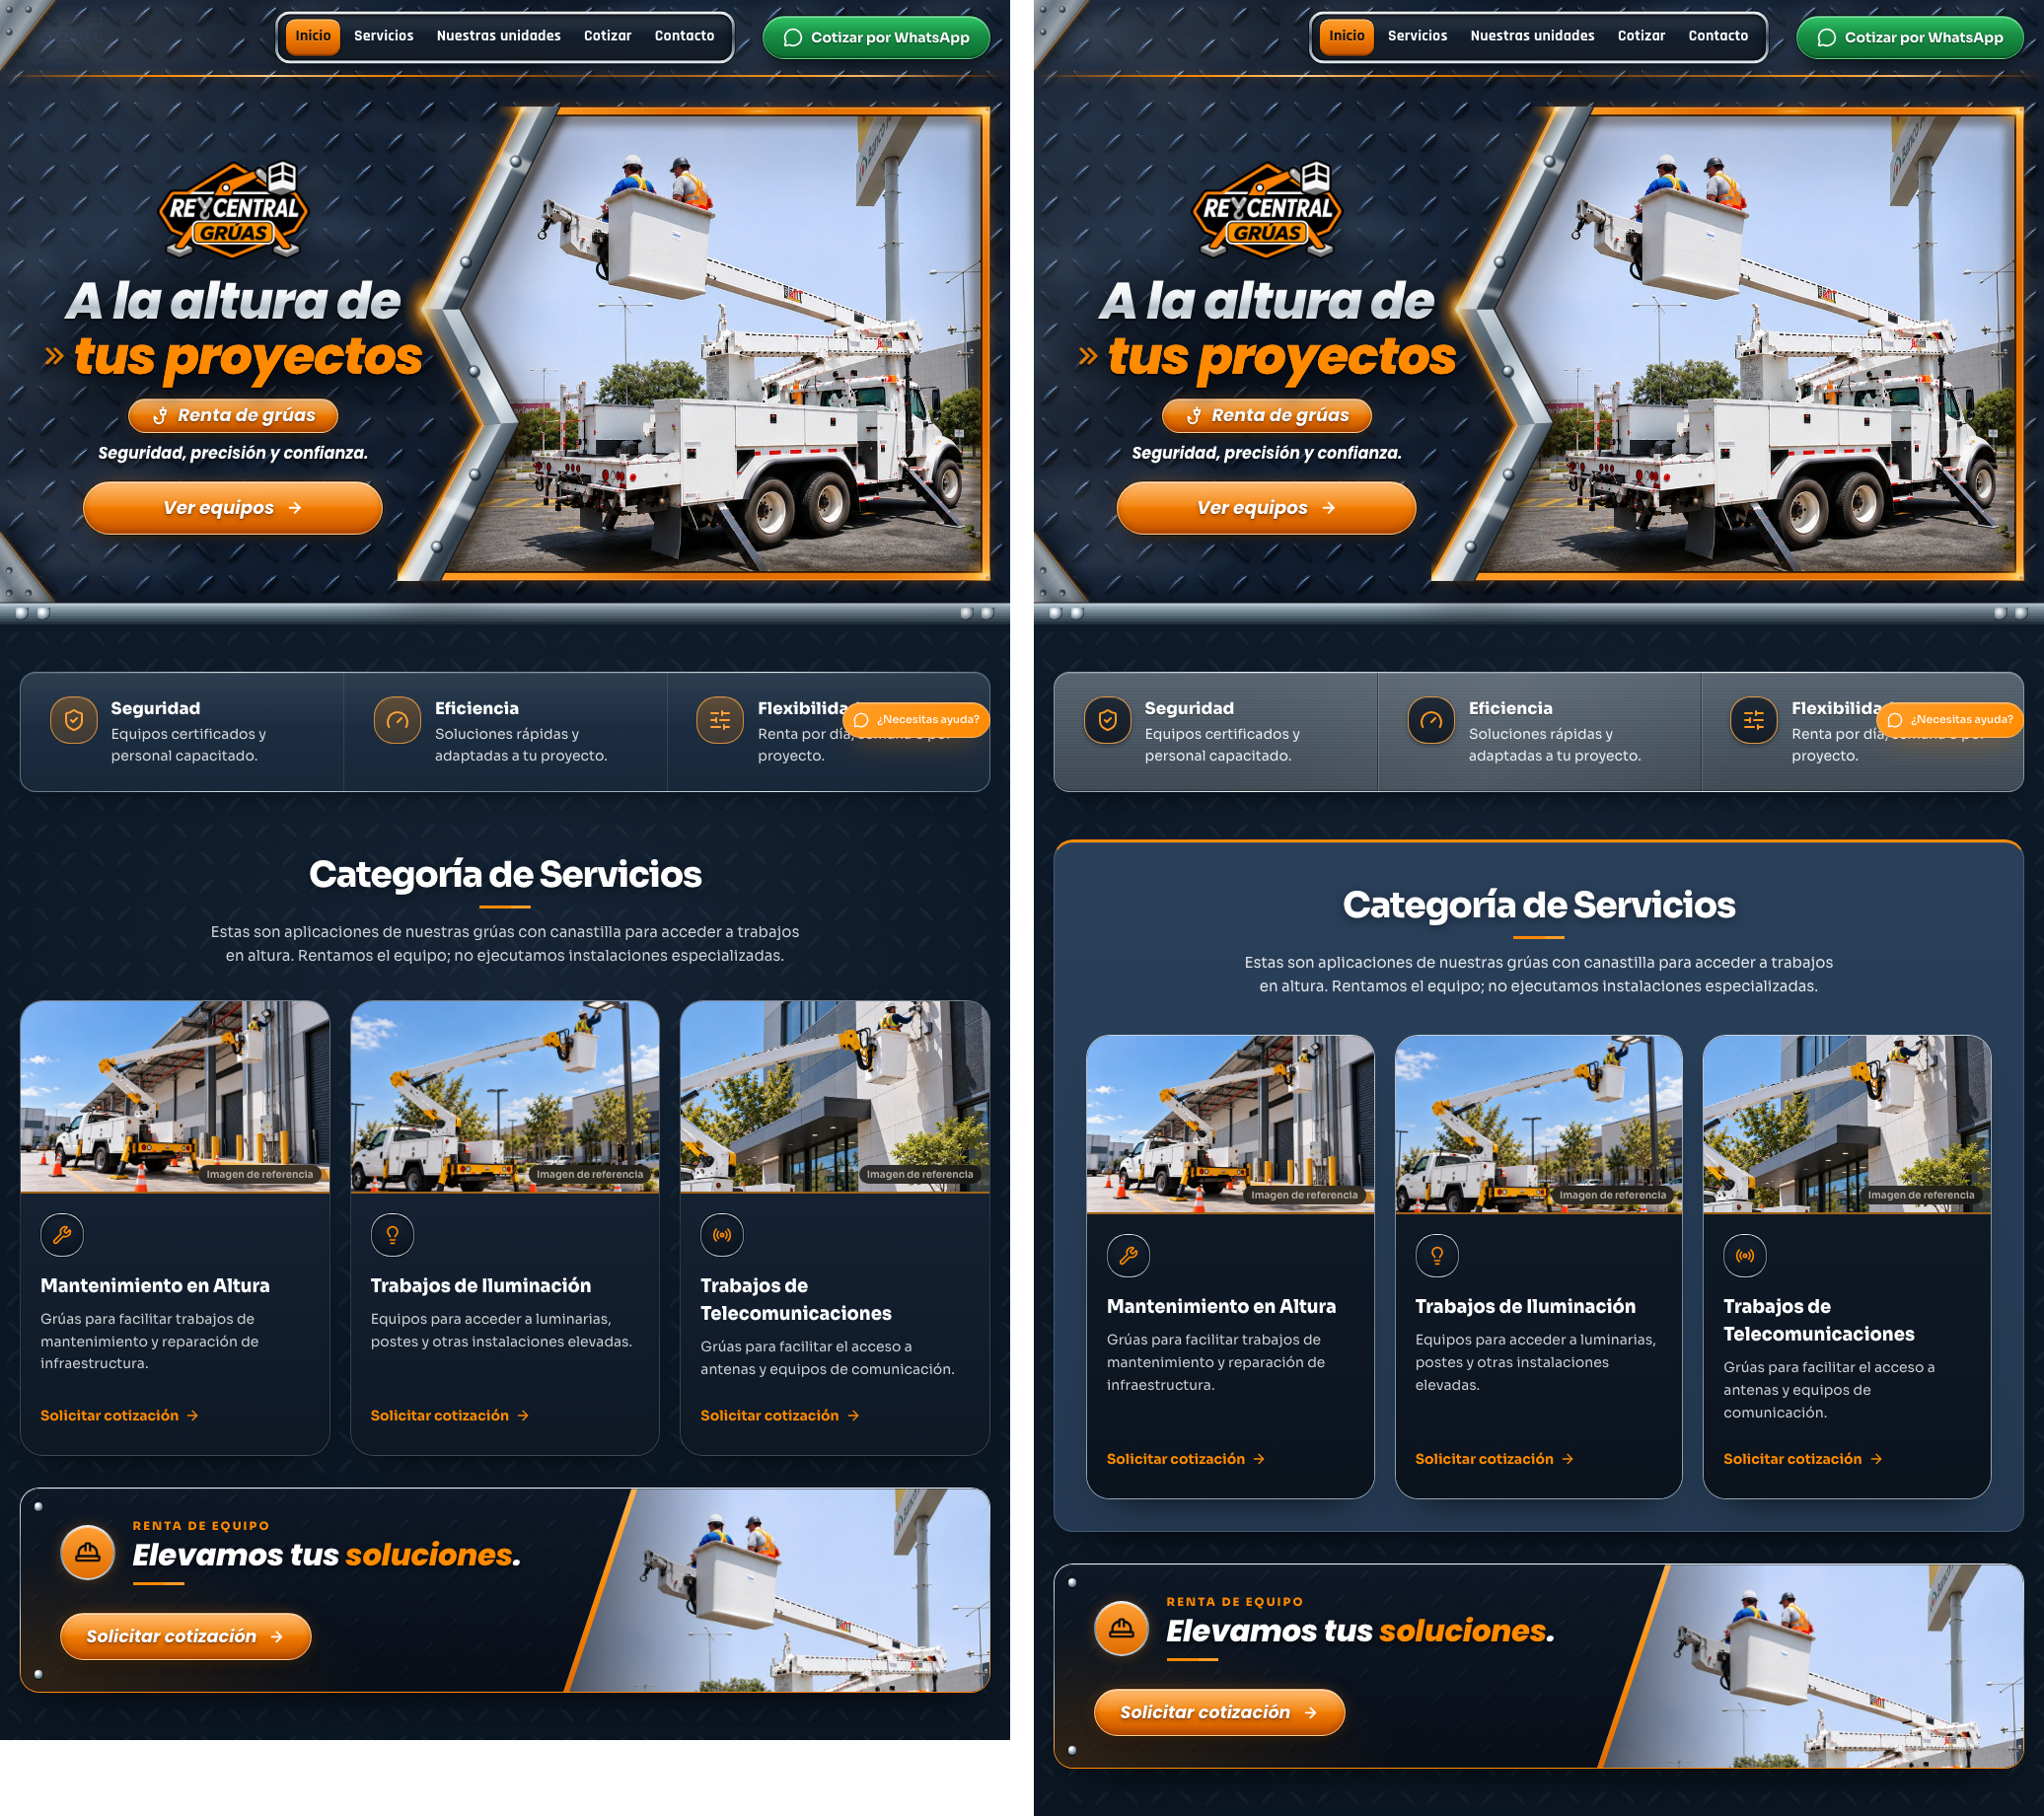 Inicio Servicios Nuestras unidades Cotizar Contacto
Cotizar por WhatsApp
REYCENTRAL
GRÚAS
A la altura de
» tus proyectos
Renta de grúas
Seguridad, precisión y confianza.
Ver equipos →
Seguridad
Equipos certificados y
personal capacitado.
Eficiencia
Soluciones rápidas y
adaptadas a tu proyecto.
Flexibilida
¿Necesitas ayuda?
Renta por día,
proyecto.
Categoría de Servicios
Estas son aplicaciones de nuestras grúas con canastilla para acceder a trabajos
en altura. Rentamos el equipo; no ejecutamos instalaciones especializadas.
Imagen de referencia
Imagen de referencia
Imagen de referencia
Mantenimiento en Altura
Grúas para facilitar trabajos de
mantenimiento y reparación de
infraestructura.
Solicitar cotización →
Trabajos de Iluminación
Equipos para acceder a luminarias,
postes y otras instalaciones elevadas.
Solicitar cotización →
Trabajos de
Telecomunicaciones
Grúas para facilitar el acceso a
antenas y equipos de comunicación.
Solicitar cotización →
RENTA DE EQUIPO
Elevamos tus soluciones.
Solicitar cotización →
Inicio Servicios Nuestras unidades Cotizar Contacto
Cotizar por WhatsApp
REYCENTRAL
GRÚAS
A la altura de
» tus proyectos
Renta de grúas
Seguridad, precisión y confianza.
Ver equipos →
Seguridad
Equipos certificados y
personal capacitado.
Eficiencia
Soluciones rápidas y
adaptadas a tu proyecto.
Flexibilida
¿Necesitas ayuda?
Renta por día,
proyecto.
Categoría de Servicios
Estas son aplicaciones de nuestras grúas con canastilla para acceder a trabajos
en altura. Rentamos el equipo; no ejecutamos instalaciones especializadas.
Imagen de referencia
Imagen de referencia
Imagen de referencia
Mantenimiento en Altura
Grúas para facilitar trabajos de
mantenimiento y reparación de
infraestructura.
Solicitar cotización →
Trabajos de Iluminación
Equipos para acceder a luminarias,
postes y otras instalaciones
elevadas.
Solicitar cotización →
Trabajos de
Telecomunicaciones
Grúas para facilitar el acceso a
antenas y equipos de
comunicación.
Solicitar cotización →
RENTA DE EQUIPO
Elevamos tus soluciones.
Solicitar cotización →